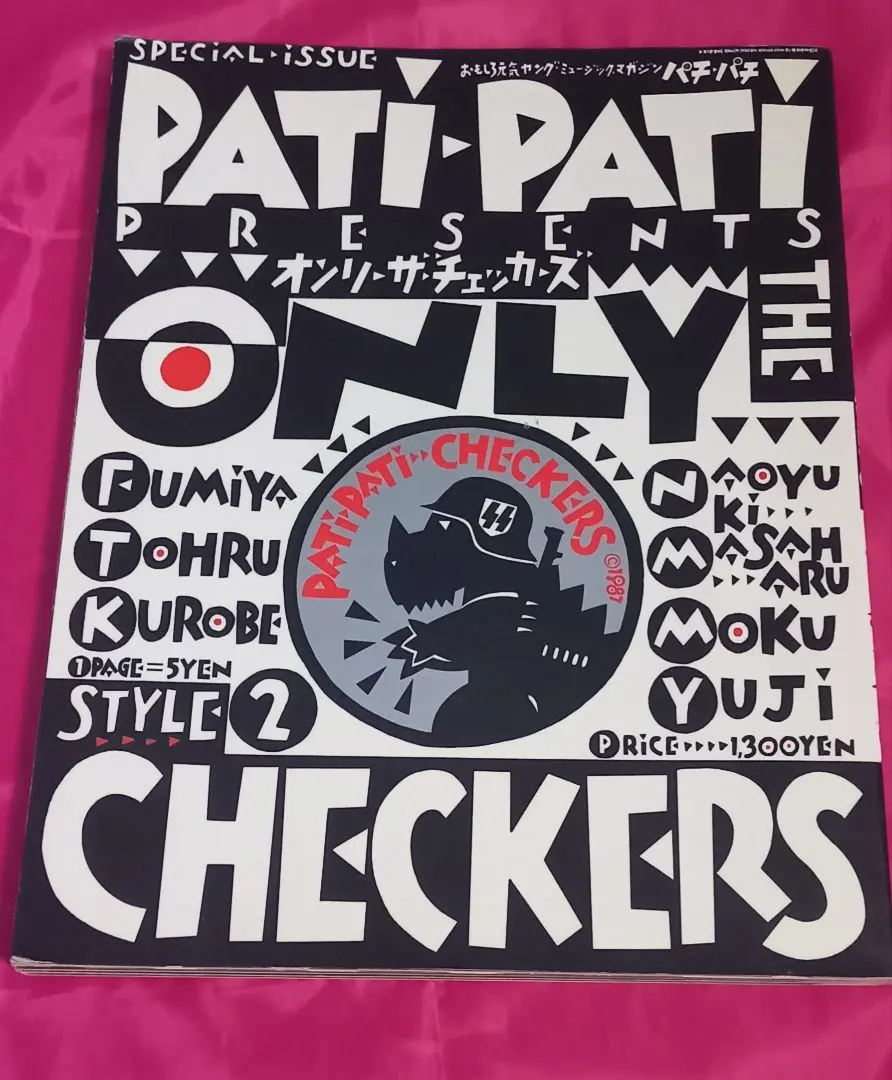 SPECiAL・iSSUE
おもしろ元気ヤング・ミュージック・マガジン パチ・パチ
PATi・PATi
PRESENTS
オンリー・ザ・チェッカーズ
ONLY
THE
PATi・PATi・・CHECKERS ©1987
FUMiYA
TOHRU
KUROBE
①PAGE=5YEN
NAOYUKi
MASAHARU
MOKU
YUJi
STYLE 2
PRiCE・・・・1,300YEN
CHECKERS